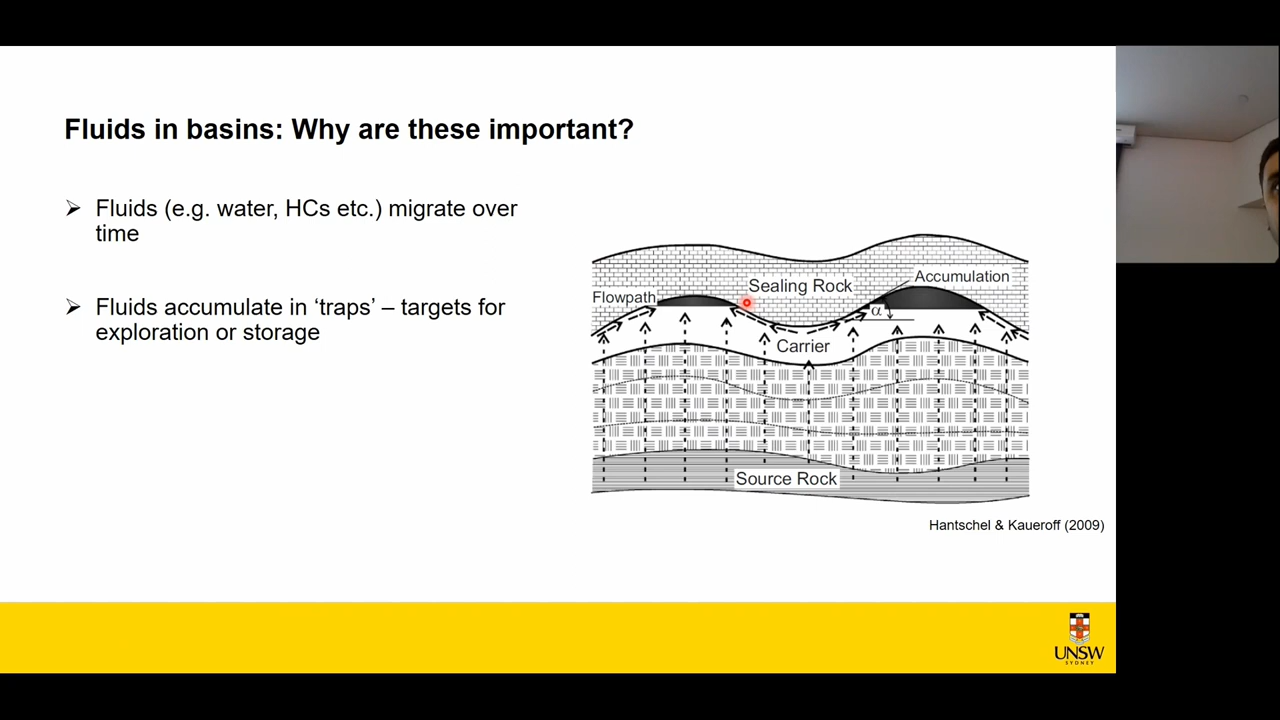 Fluids in basins: Why are these important?
➢ Fluids (e.g. water, HCs etc.) migrate over
time
➢ Fluids accumulate in ‘traps’ – targets for
exploration or storage
Accumulation
Sealing Rock
Flowpath
α
Carrier
Source Rock
Hantschel & Kaueroff (2009)
UNSW
SYDNEY